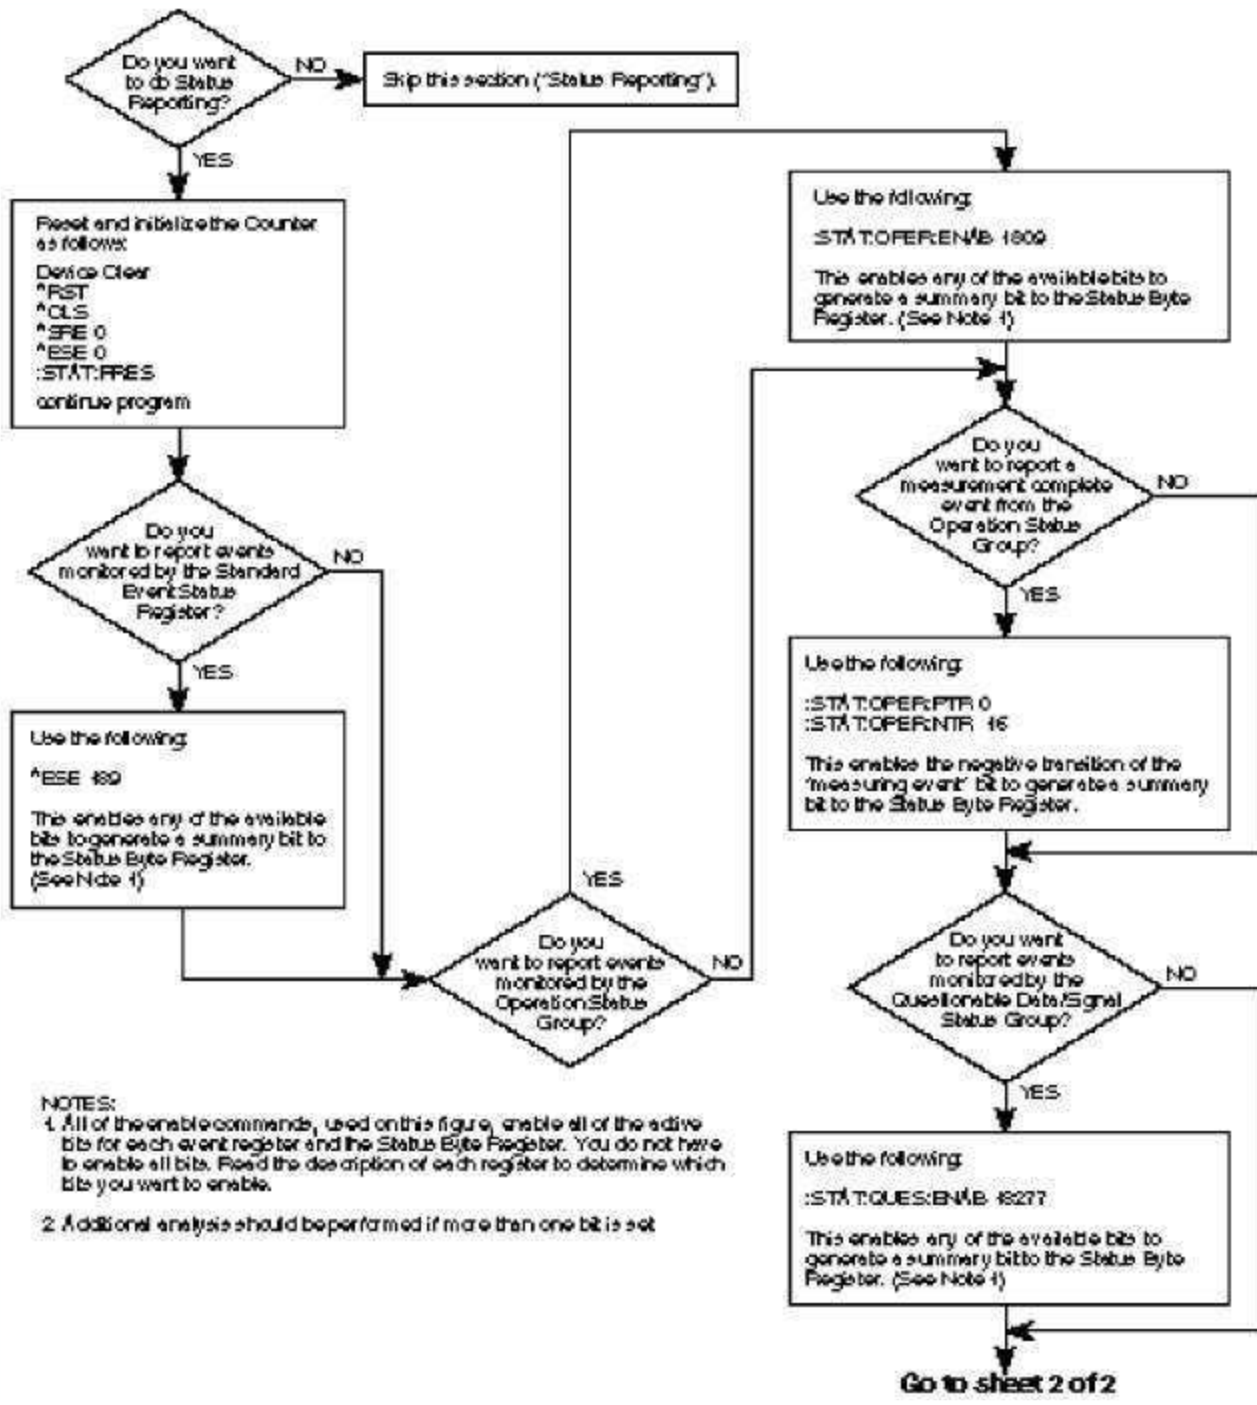 Do you want
to do Status
Reporting?
NO
Skip this section ("Status Reporting").
YES
Reset and initialize the Counter
as follows:
Device Clear
*RST
*CLS
*SRE 0
*ESE 0
:STAT:PRES
continue program
Do you
want to report events
monitored by the Standard
Event Status
Register?
NO
YES
Use the following:
*ESE 189
This enables any of the available
bits to generate a summary bit to
the Status Byte Register.
(See Note 1)
Do you
want to report events
monitored by the
Operation Status
Group?
YES
NO
Use the following:
:STAT:OPER:ENAB 1809
This enables any of the available bits to
generate a summary bit to the Status Byte
Register. (See Note 1)
Do you
want to report a
measurement complete
event from the
Operation Status
Group?
NO
YES
Use the following:
:STAT:OPER:PTR 0
:STAT:OPER:NTR 16
This enables the negative transition of the
"measuring event" bit to generate a summary
bit to the Status Byte Register.
Do you want
to report events
monitored by the
Questionable Data/Signal
Status Group?
NO
YES
Use the following:
:STAT:QUES:ENAB 18277
This enables any of the available bits to
generate a summary bit to the Status Byte
Register. (See Note 1)
Go to sheet 2 of 2
NOTES:
1. All of the enable commands, used on this figure, enable all of the active
bits for each event register and the Status Byte Register. You do not have
to enable all bits. Read the description of each register to determine which
bits you want to enable.
2 Additional analysis should be performed if more than one bit is set